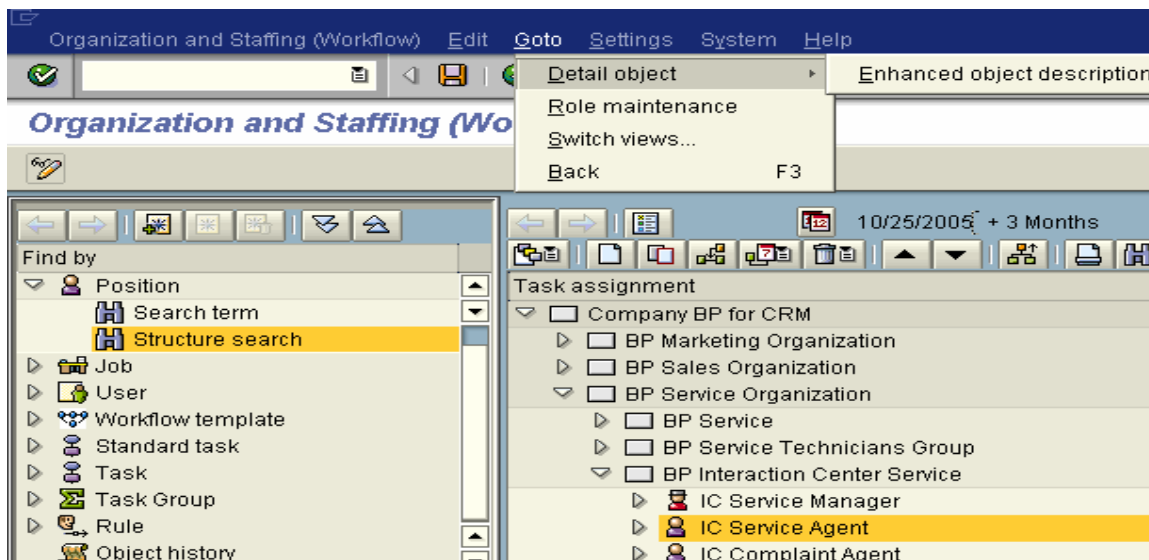 Organization and Staffing (Workflow) Edit Goto Settings System Help
Detail object
Enhanced object description
Role maintenance
Switch views...
Back F3
Organization and Staffing (Wo
10/25/2005 + 3 Months
Find by
Position
Search term
Structure search
Job
User
Workflow template
Standard task
Task
Task Group
Rule
Object history
Task assignment
Company BP for CRM
BP Marketing Organization
BP Sales Organization
BP Service Organization
BP Service
BP Service Technicians Group
BP Interaction Center Service
IC Service Manager
IC Service Agent
IC Complaint Agent